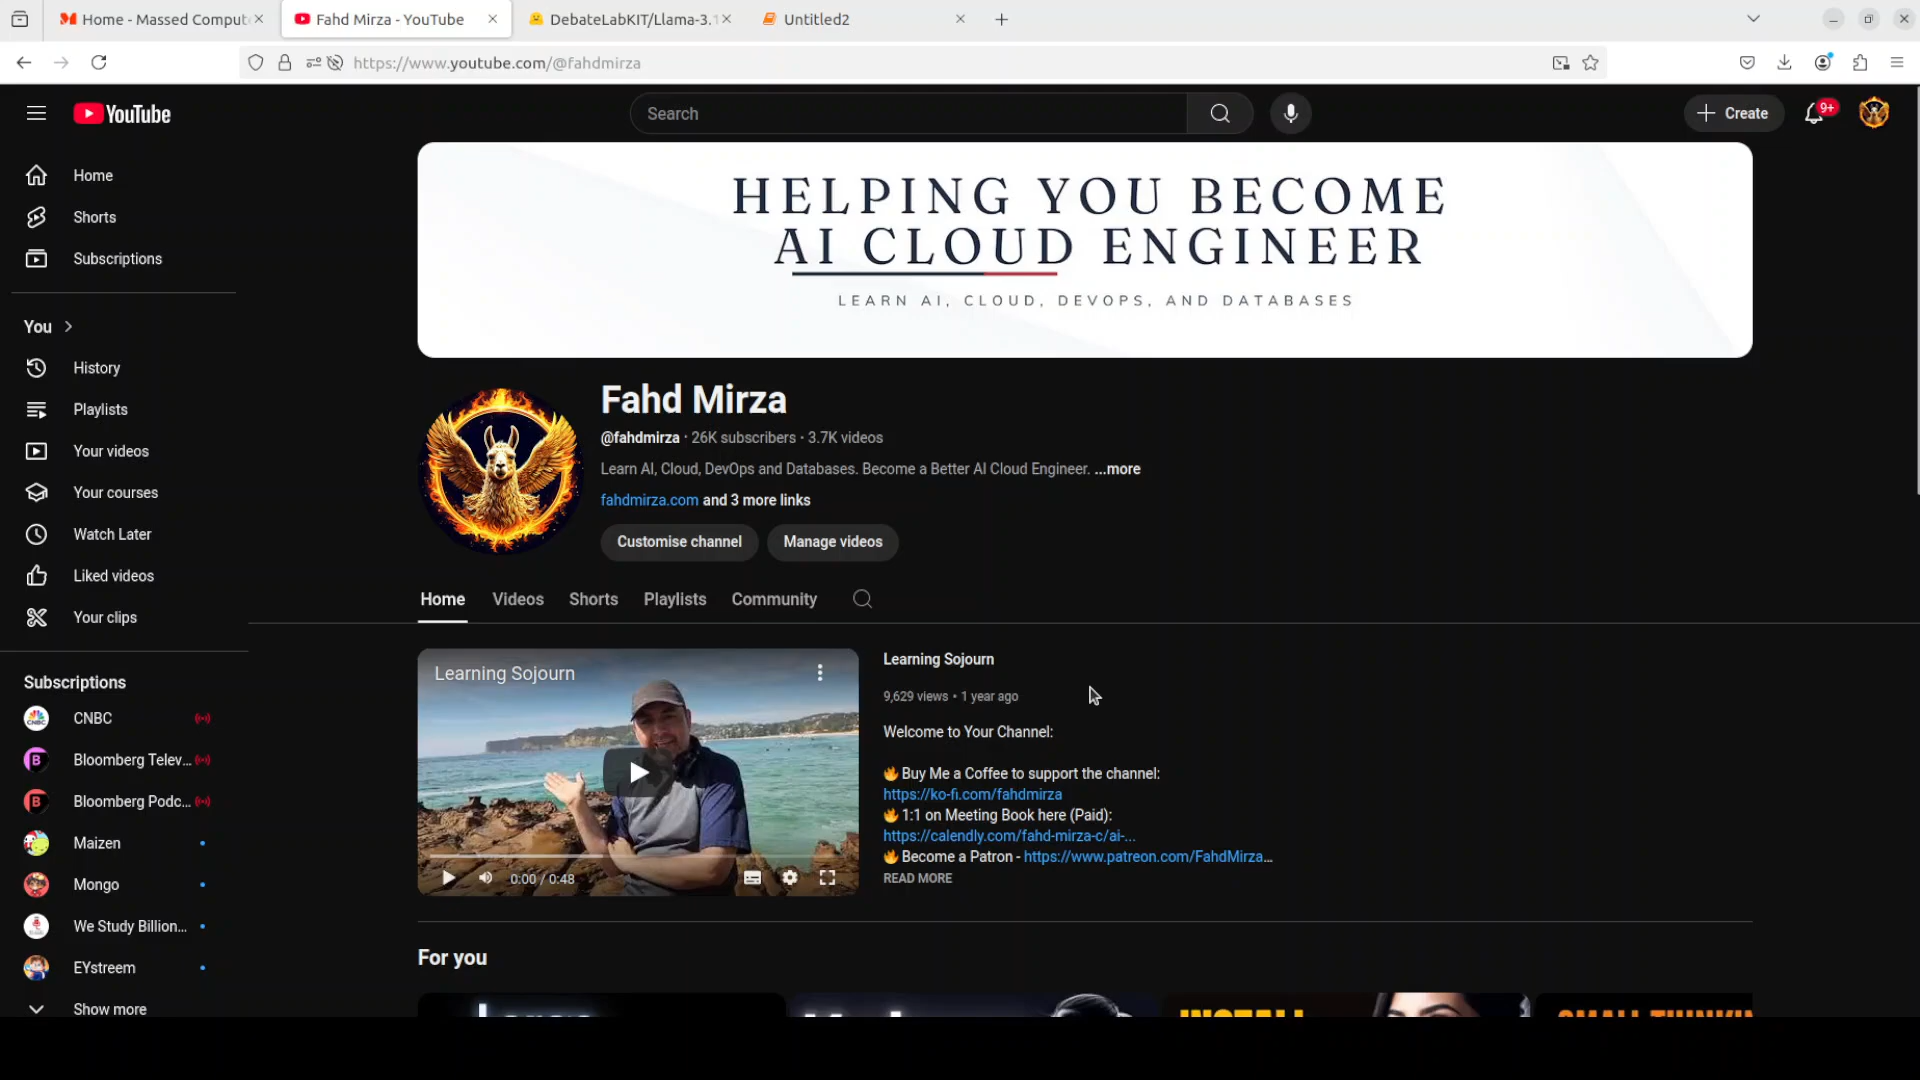 Home - Massed Comput
Fahd Mirza - YouTube
DebateLabKIT/Llama-3.1
Untitled2
https://www.youtube.com/@fahdmirza
YouTube
Search
Create
9+
HELPING YOU BECOME
AI CLOUD ENGINEER
LEARN AI, CLOUD, DEVOPS, AND DATABASES
Home
Shorts
Subscriptions
You
History
Playlists
Your videos
Your courses
Watch Later
Liked videos
Your clips
Subscriptions
CNBC
Bloomberg Telev...
Bloomberg Podc...
Maizen
Mongo
We Study Billion...
EYstreem
Show more
Fahd Mirza
@fahdmirza · 26K subscribers · 3.7K videos
Learn AI, Cloud, DevOps and Databases. Become a Better AI Cloud Engineer. ...more
fahdmirza.com and 3 more links
Customise channel
Manage videos
Home
Videos
Shorts
Playlists
Community
Learning Sojourn
0:00 / 0:48
Learning Sojourn
9,629 views • 1 year ago
Welcome to Your Channel:
🔥Buy Me a Coffee to support the channel:
https://ko-fi.com/fahdmirza
🔥1:1 on Meeting Book here (Paid):
https://calendly.com/fahd-mirza-c/ai-...
🔥Become a Patron - https://www.patreon.com/FahdMirza...
READ MORE
For you
INSTALL